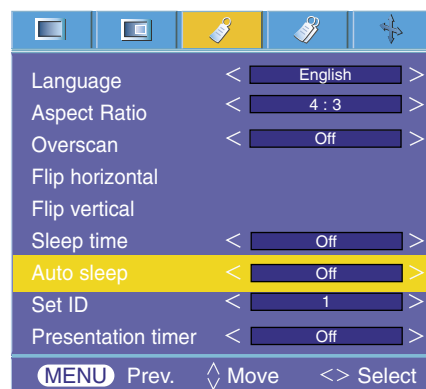 Language < English >
Aspect Ratio < 4 : 3 >
Overscan < Off >
Flip horizontal
Flip vertical
Sleep time < Off >
Auto sleep < Off >
Set ID < 1 >
Presentation timer < Off >
MENU Prev. Move <> Select